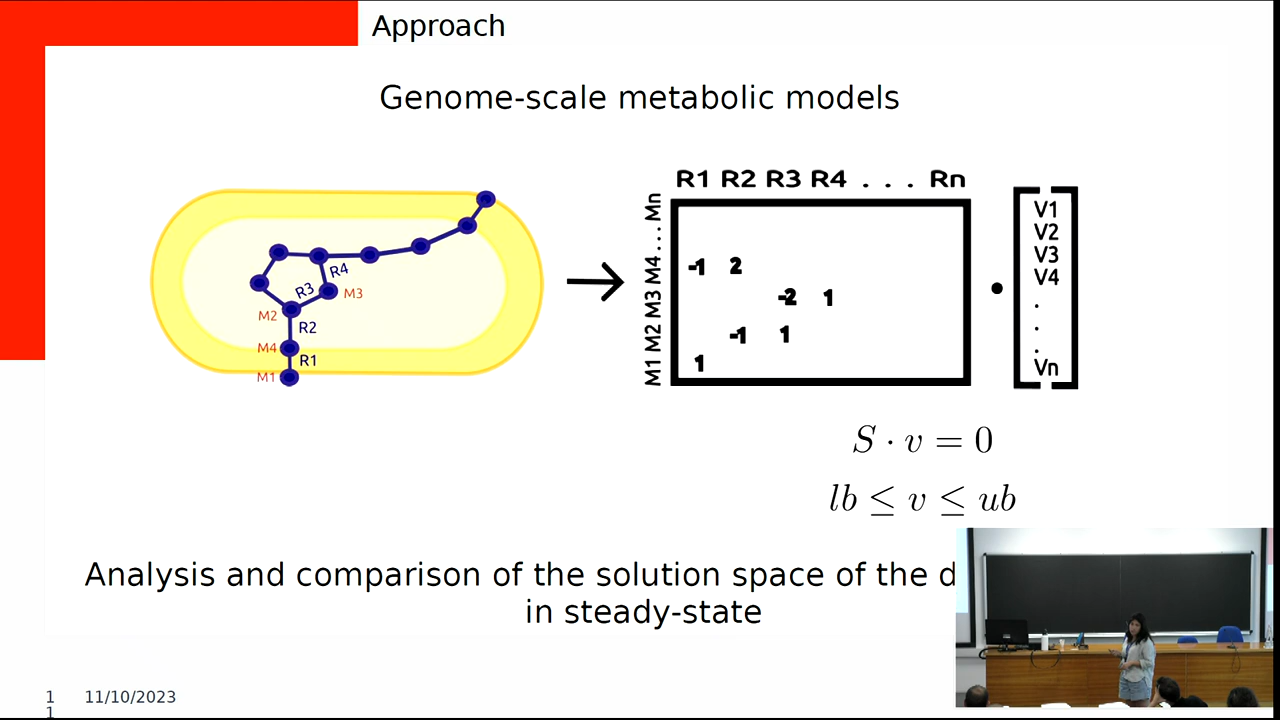 Approach
Genome-scale metabolic models
R1 R2 R3 R4 . . . Rn
M1 M2 M3 M4 . . . Mn
-1 2
-2 1
-1 1
1
V1
V2
V3
V4
.
.
.
Vn
R4
R3
M3
M2
R2
M4
R1
M1
S · v = 0
lb ≤ v ≤ ub
Analysis and comparison of the solution space of the
in steady-state
1
1
11/10/2023